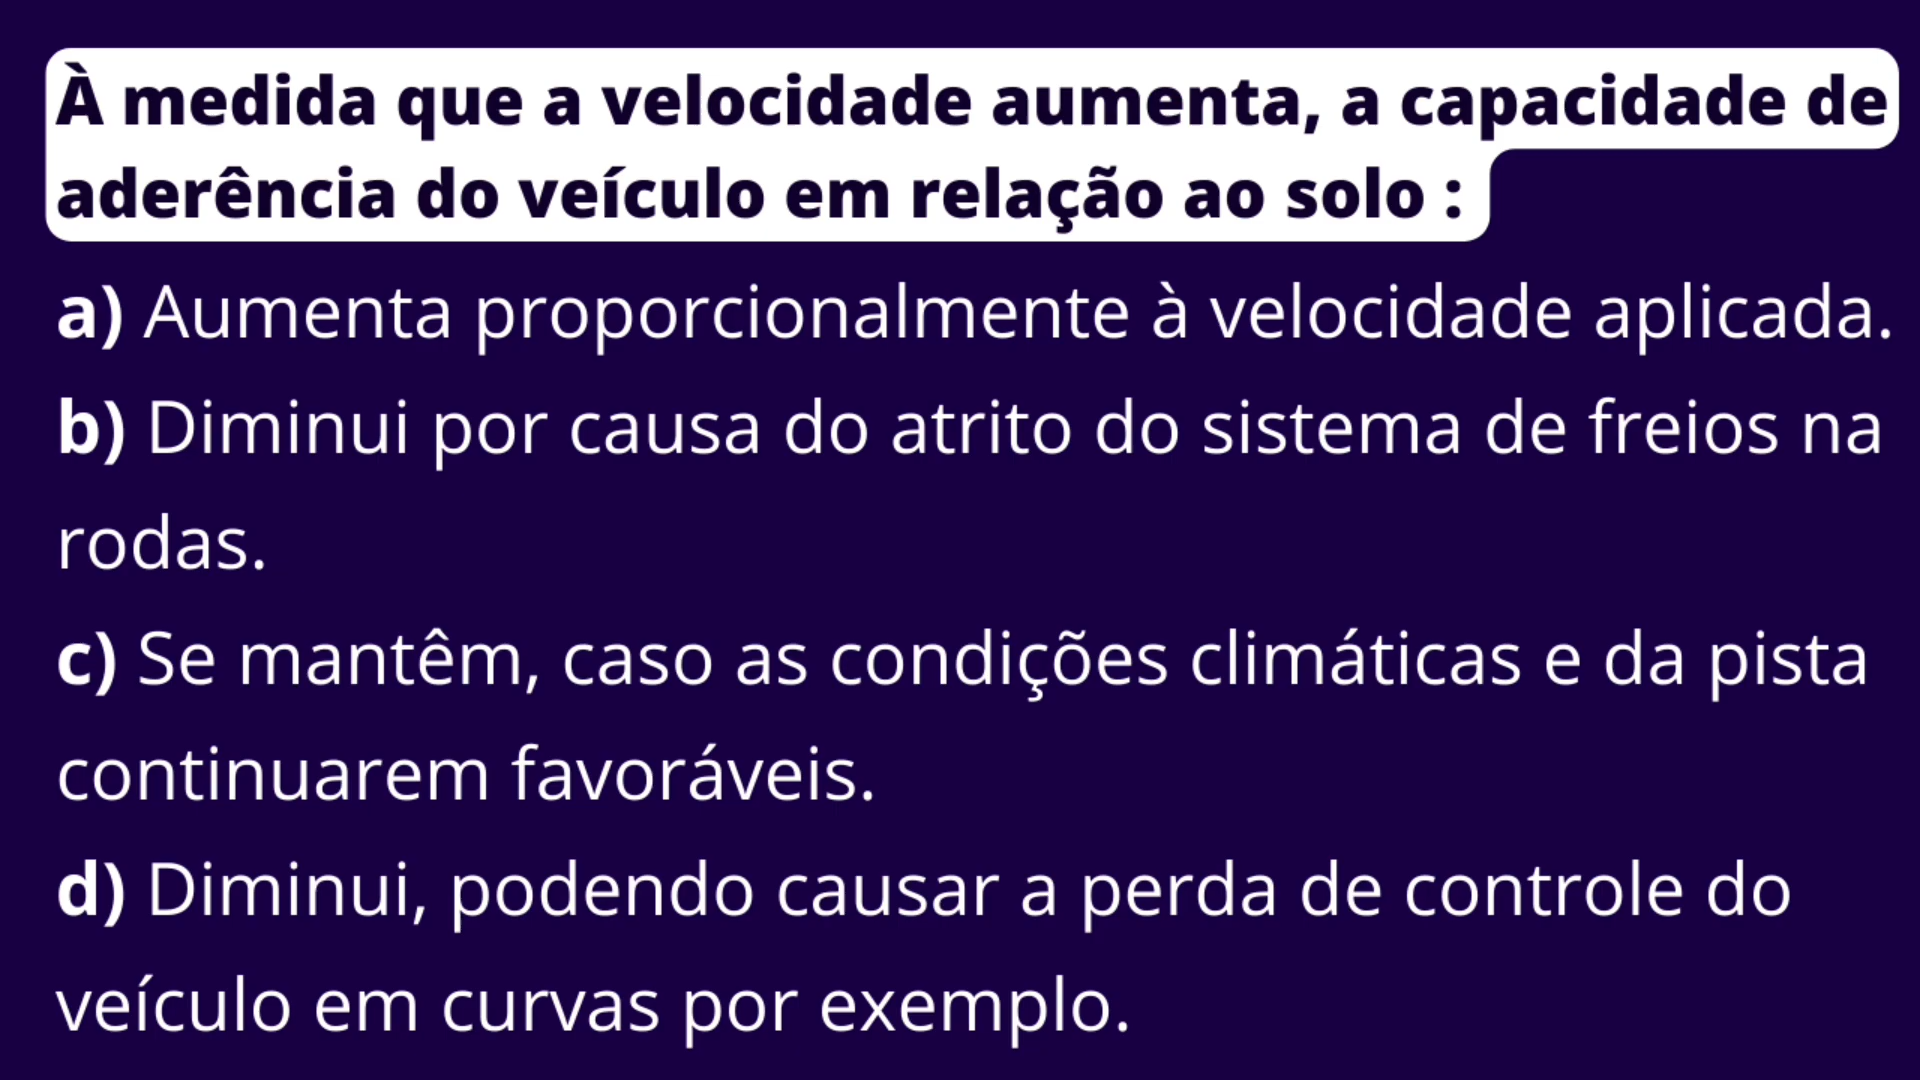 À medida que a velocidade aumenta, a capacidade de
aderência do veículo em relação ao solo :
a) Aumenta proporcionalmente à velocidade aplicada.
b) Diminui por causa do atrito do sistema de freios na
rodas.
c) Se mantêm, caso as condições climáticas e da pista
continuarem favoráveis.
d) Diminui, podendo causar a perda de controle do
veículo em curvas por exemplo.